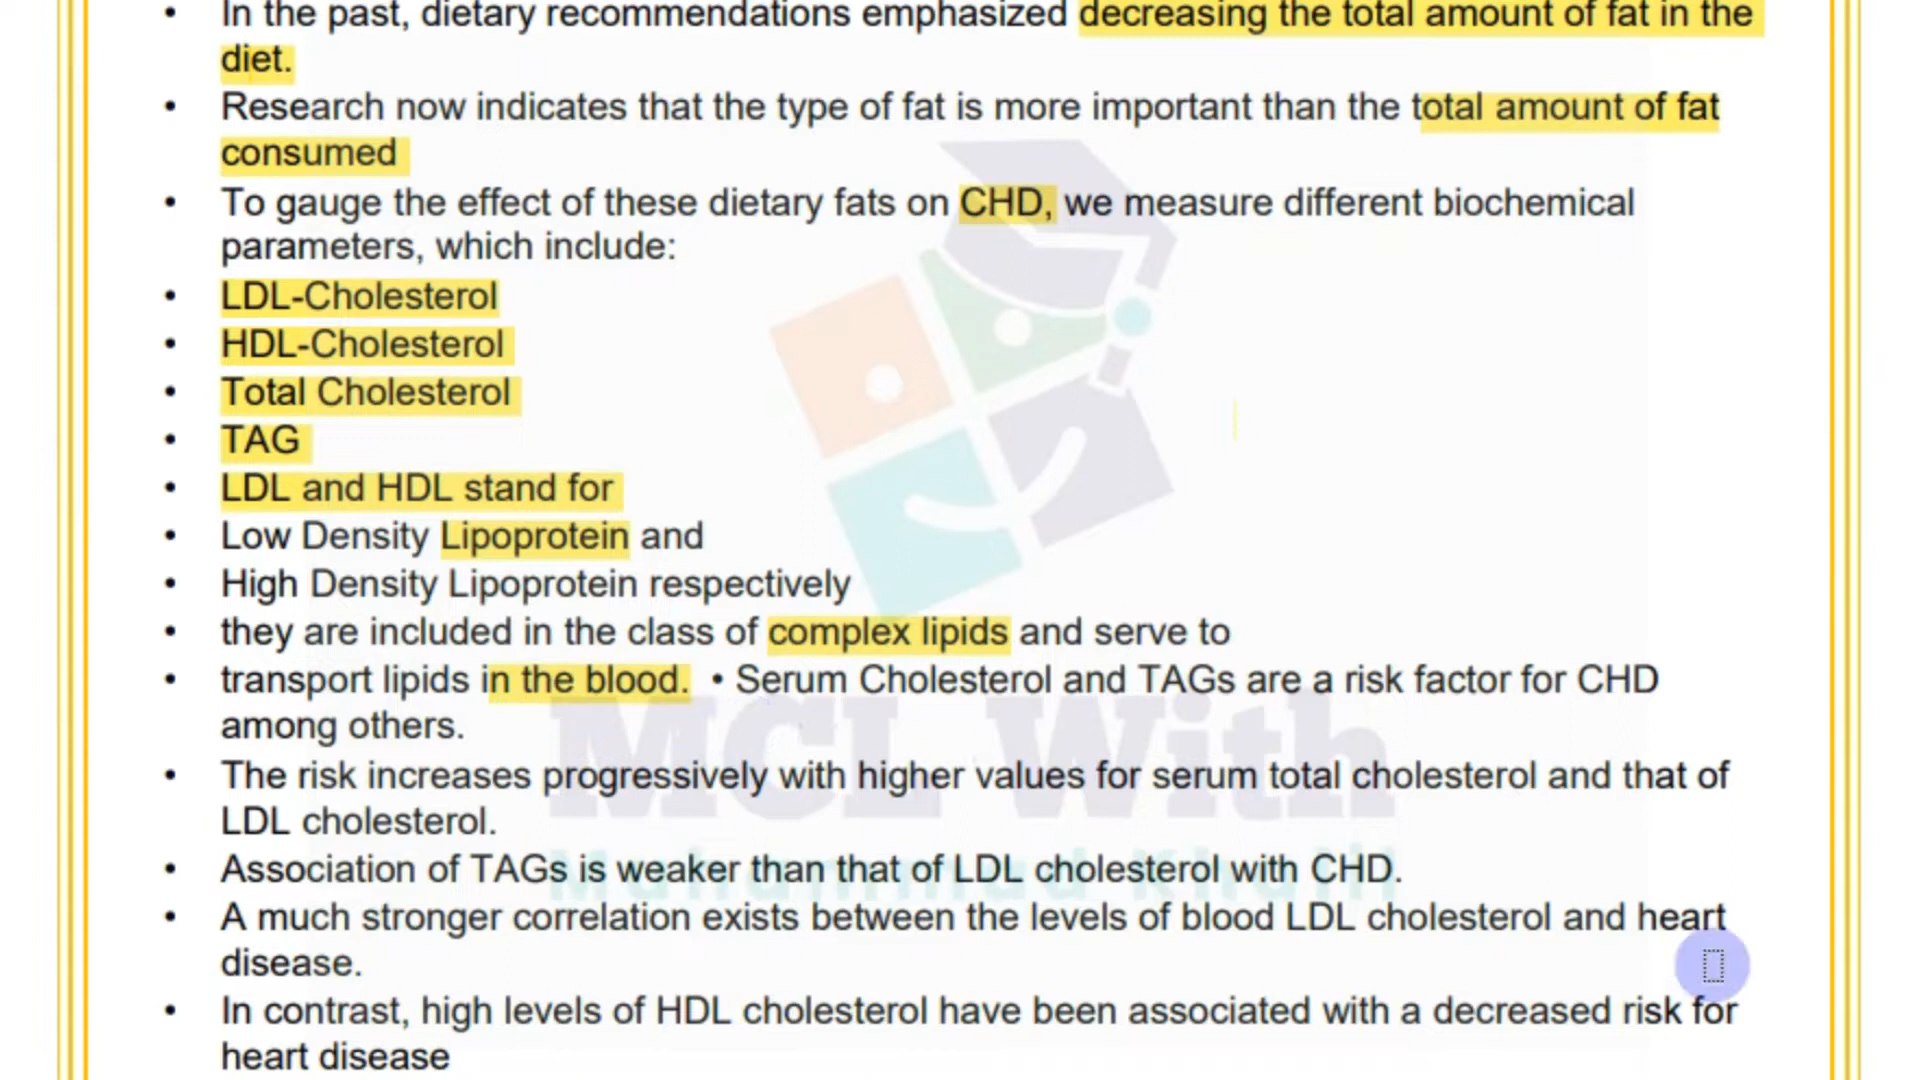 • In the past, dietary recommendations emphasized decreasing the total amount of fat in the
diet.
• Research now indicates that the type of fat is more important than the total amount of fat
consumed
• To gauge the effect of these dietary fats on CHD, we measure different biochemical
parameters, which include:
• LDL-Cholesterol
• HDL-Cholesterol
• Total Cholesterol
• TAG
• LDL and HDL stand for
• Low Density Lipoprotein and
• High Density Lipoprotein respectively
• they are included in the class of complex lipids and serve to
• transport lipids in the blood. • Serum Cholesterol and TAGs are a risk factor for CHD
among others.
• The risk increases progressively with higher values for serum total cholesterol and that of
LDL cholesterol.
• Association of TAGs is weaker than that of LDL cholesterol with CHD.
• A much stronger correlation exists between the levels of blood LDL cholesterol and heart
disease.
• In contrast, high levels of HDL cholesterol have been associated with a decreased risk for
heart disease
MCL With
Muhammad Khalil